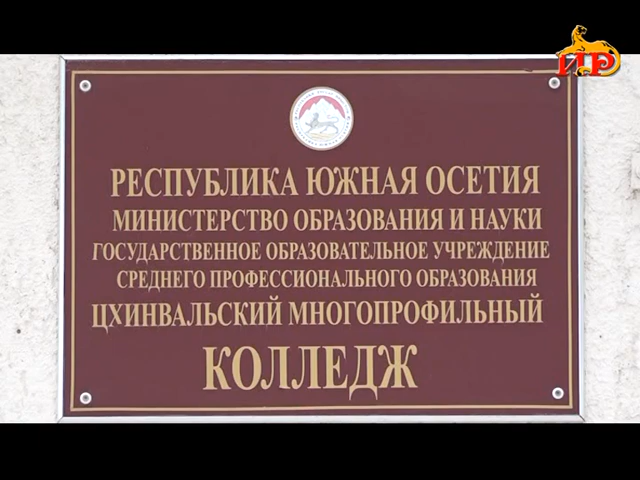 ИР
РЕСПУБЛИКА ЮЖНАЯ ОСЕТИЯ
МИНИСТЕРСТВО ОБРАЗОВАНИЯ И НАУКИ
ГОСУДАРСТВЕННОЕ ОБРАЗОВАТЕЛЬНОЕ УЧРЕЖДЕНИЕ
СРЕДНЕГО ПРОФЕССИОНАЛЬНОГО ОБРАЗОВАНИЯ
ЦХИНВАЛЬСКИЙ МНОГОПРОФИЛЬНЫЙ
КОЛЛЕДЖ